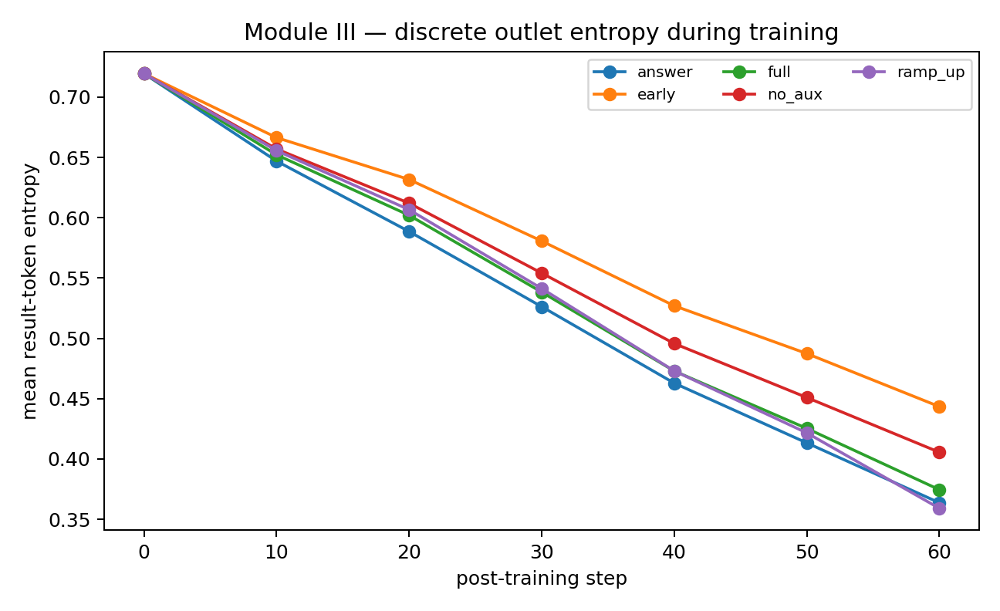 Module III — discrete outlet entropy during training
answer
early
full
no_aux
ramp_up
mean result-token entropy
0.70
0.65
0.60
0.55
0.50
0.45
0.40
0.35
0
10
20
30
40
50
60
post-training step